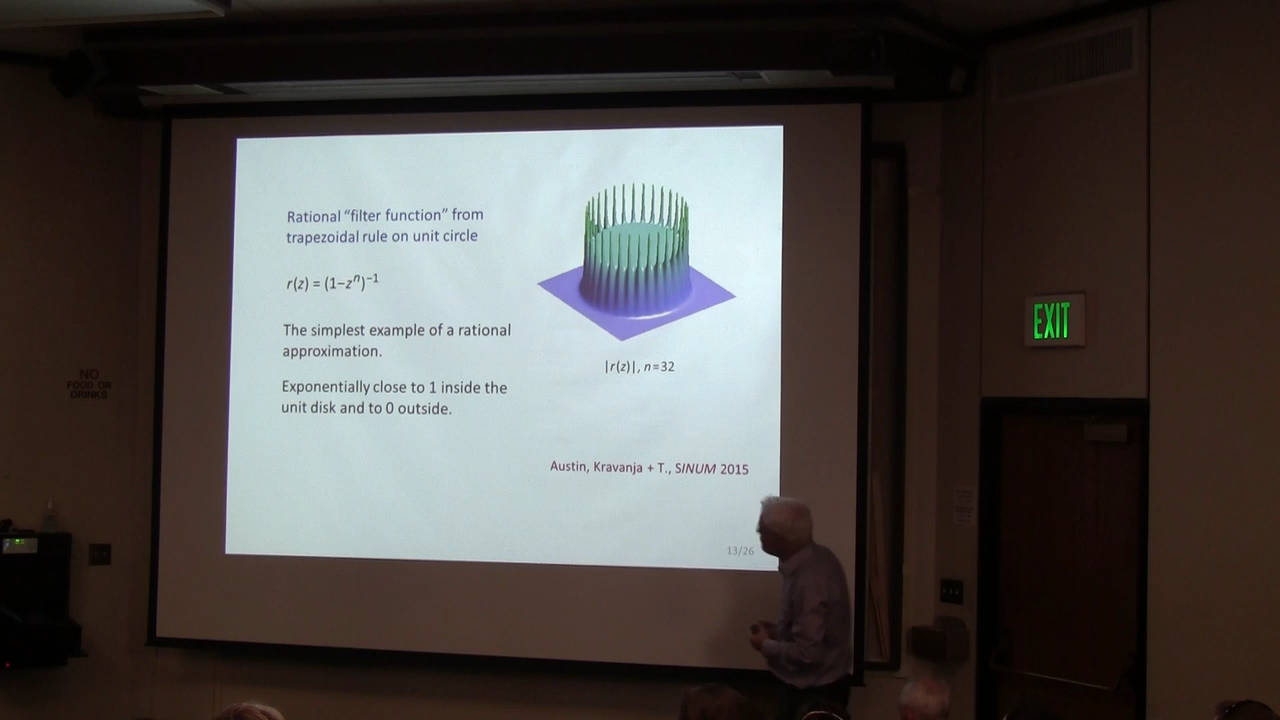 Rational “filter function” from
trapezoidal rule on unit circle
r(z) = (1−zⁿ)⁻¹
The simplest example of a rational
approximation.
Exponentially close to 1 inside the
unit disk and to 0 outside.
|r(z)|, n=32
Austin, Kravanja + T., SINUM 2015
13/26
EXIT
NO
FOOD OR
DRINKS